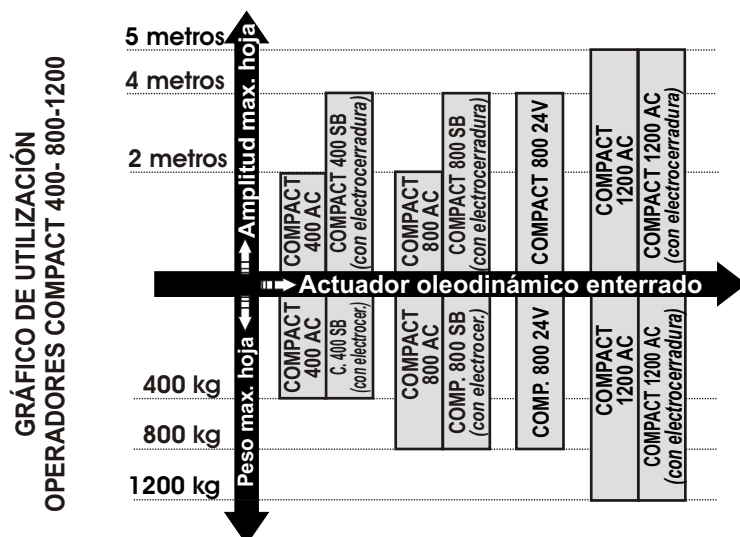 GRÁFICO DE UTILIZACIÓN
OPERADORES COMPACT 400- 800-1200
5 metros
4 metros
2 metros
Amplitud max. hoja
COMPACT
400 AC
COMPACT 400 SB
(con electrocerradura)
COMPACT
800 AC
COMPACT 800 SB
(con electrocerradura)
COMPACT 800 24V
COMPACT
1200 AC
COMPACT 1200 AC
(con electrocerradura)
Actuador oleodinámico enterrado
Peso max. hoja
400 kg
800 kg
1200 kg
COMPACT
400 AC
C. 400 SB
(con electrocer.)
COMPACT
800 AC
COMP. 800 SB
(con electrocer.)
COMP. 800 24V
COMPACT
1200 AC
COMPACT 1200 AC
(con electrocerradura)